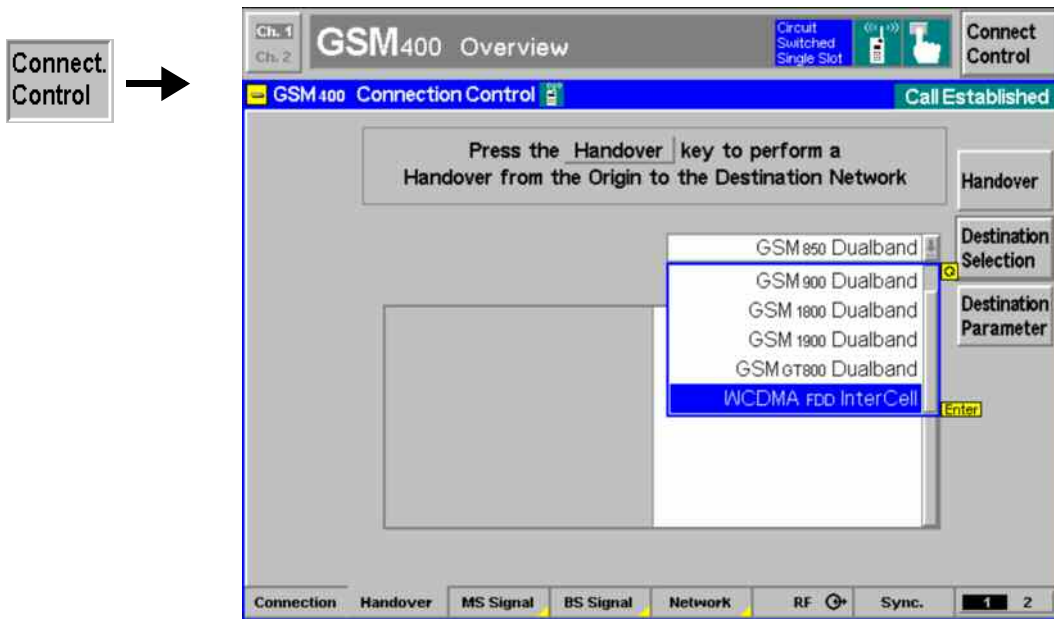 Connect.
Control
Ch. 1
Ch. 2
GSM400 Overview
Circuit
Switched
Single Slot
Connect
Control
GSM 400 Connection Control
Call Established
Press the Handover key to perform a
Handover from the Origin to the Destination Network
Handover
Destination
Selection
Destination
Parameter
GSM 850 Dualband
GSM 900 Dualband
GSM 1800 Dualband
GSM 1900 Dualband
GSM GT800 Dualband
WCDMA FDD InterCell
Enter
Connection Handover MS Signal BS Signal Network RF Sync. 1 2